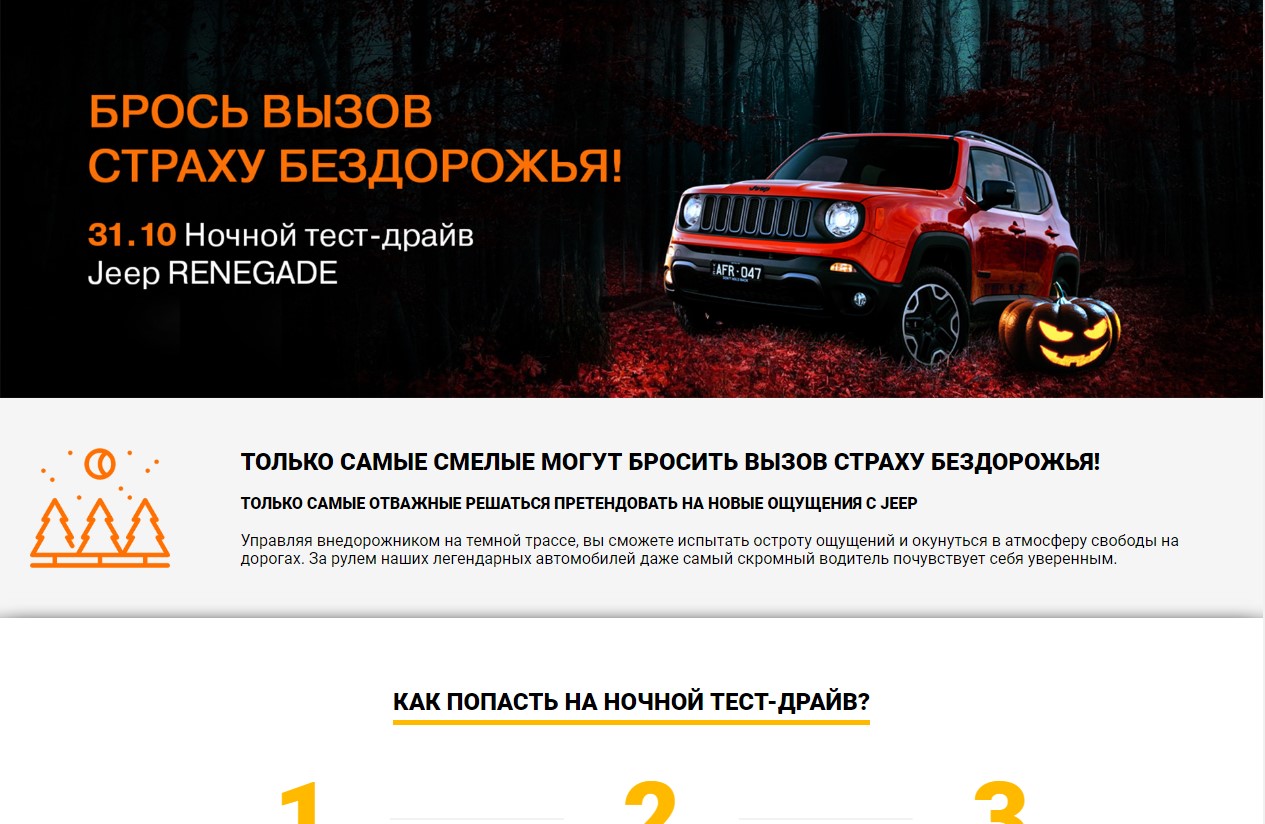 БРОСЬ ВЫЗОВ
СТРАХУ БЕЗДОРОЖЬЯ!
31.10 Ночной тест-драйв
Jeep RENEGADE
Jeep
AFR·047
ТОЛЬКО САМЫЕ СМЕЛЫЕ МОГУТ БРОСИТЬ ВЫЗОВ СТРАХУ БЕЗДОРОЖЬЯ!
ТОЛЬКО САМЫЕ ОТВАЖНЫЕ РЕШАТЬСЯ ПРЕТЕНДОВАТЬ НА НОВЫЕ ОЩУЩЕНИЯ С JEEP
Управляя внедорожником на темной трассе, вы сможете испытать остроту ощущений и окунуться в атмосферу свободы на
дорогах. За рулем наших легендарных автомобилей даже самый скромный водитель почувствует себя уверенным.
КАК ПОПАСТЬ НА НОЧНОЙ ТЕСТ-ДРАЙВ?
1 2 3